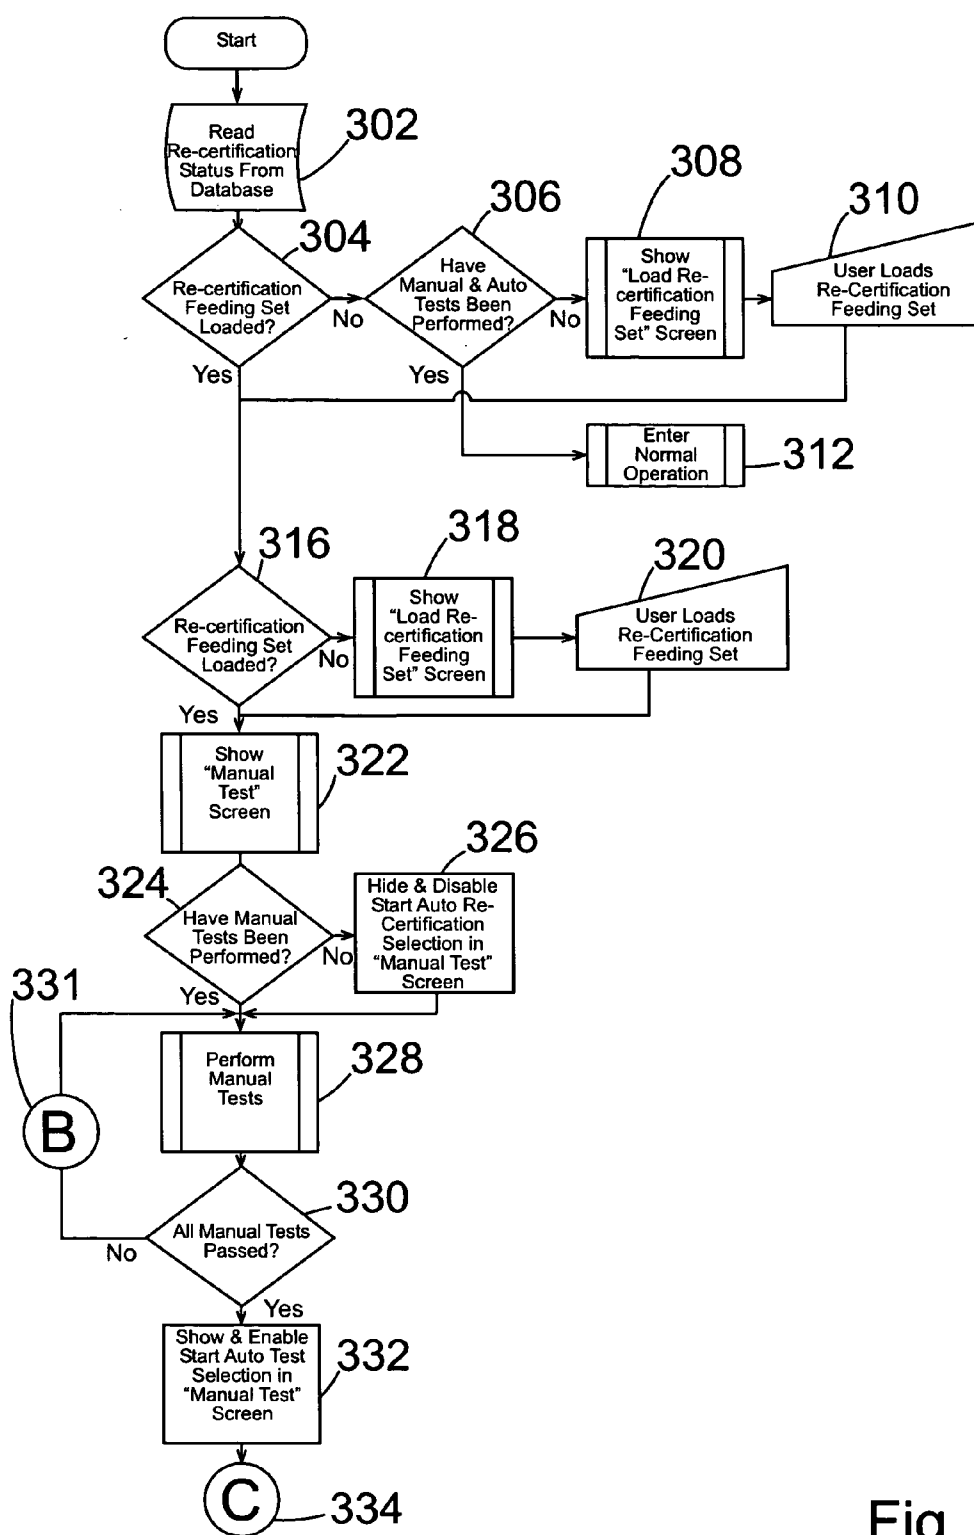 Start
Read
Re-certification
Status From
Database
302
304
Re-certification
Feeding Set
Loaded?
No
Yes
306
Have
Manual & Auto
Tests Been
Performed?
No
Yes
308
Show
“Load Re-
certification
Feeding
Set” Screen
310
User Loads
Re-Certification
Feeding Set
Enter
Normal
Operation
312
316
Re-certification
Feeding Set
Loaded?
No
Yes
318
Show
“Load Re-
certification
Feeding
Set” Screen
320
User Loads
Re-Certification
Feeding Set
Show
“Manual
Test”
Screen
322
324
Have Manual
Tests Been
Performed?
No
Yes
326
Hide & Disable
Start Auto Re-
Certification
Selection in
“Manual Test”
Screen
331
B
Perform
Manual
Tests
328
330
All Manual Tests
Passed?
No
Yes
Show & Enable
Start Auto Test
Selection in
“Manual Test”
Screen
332
C
334
Fig